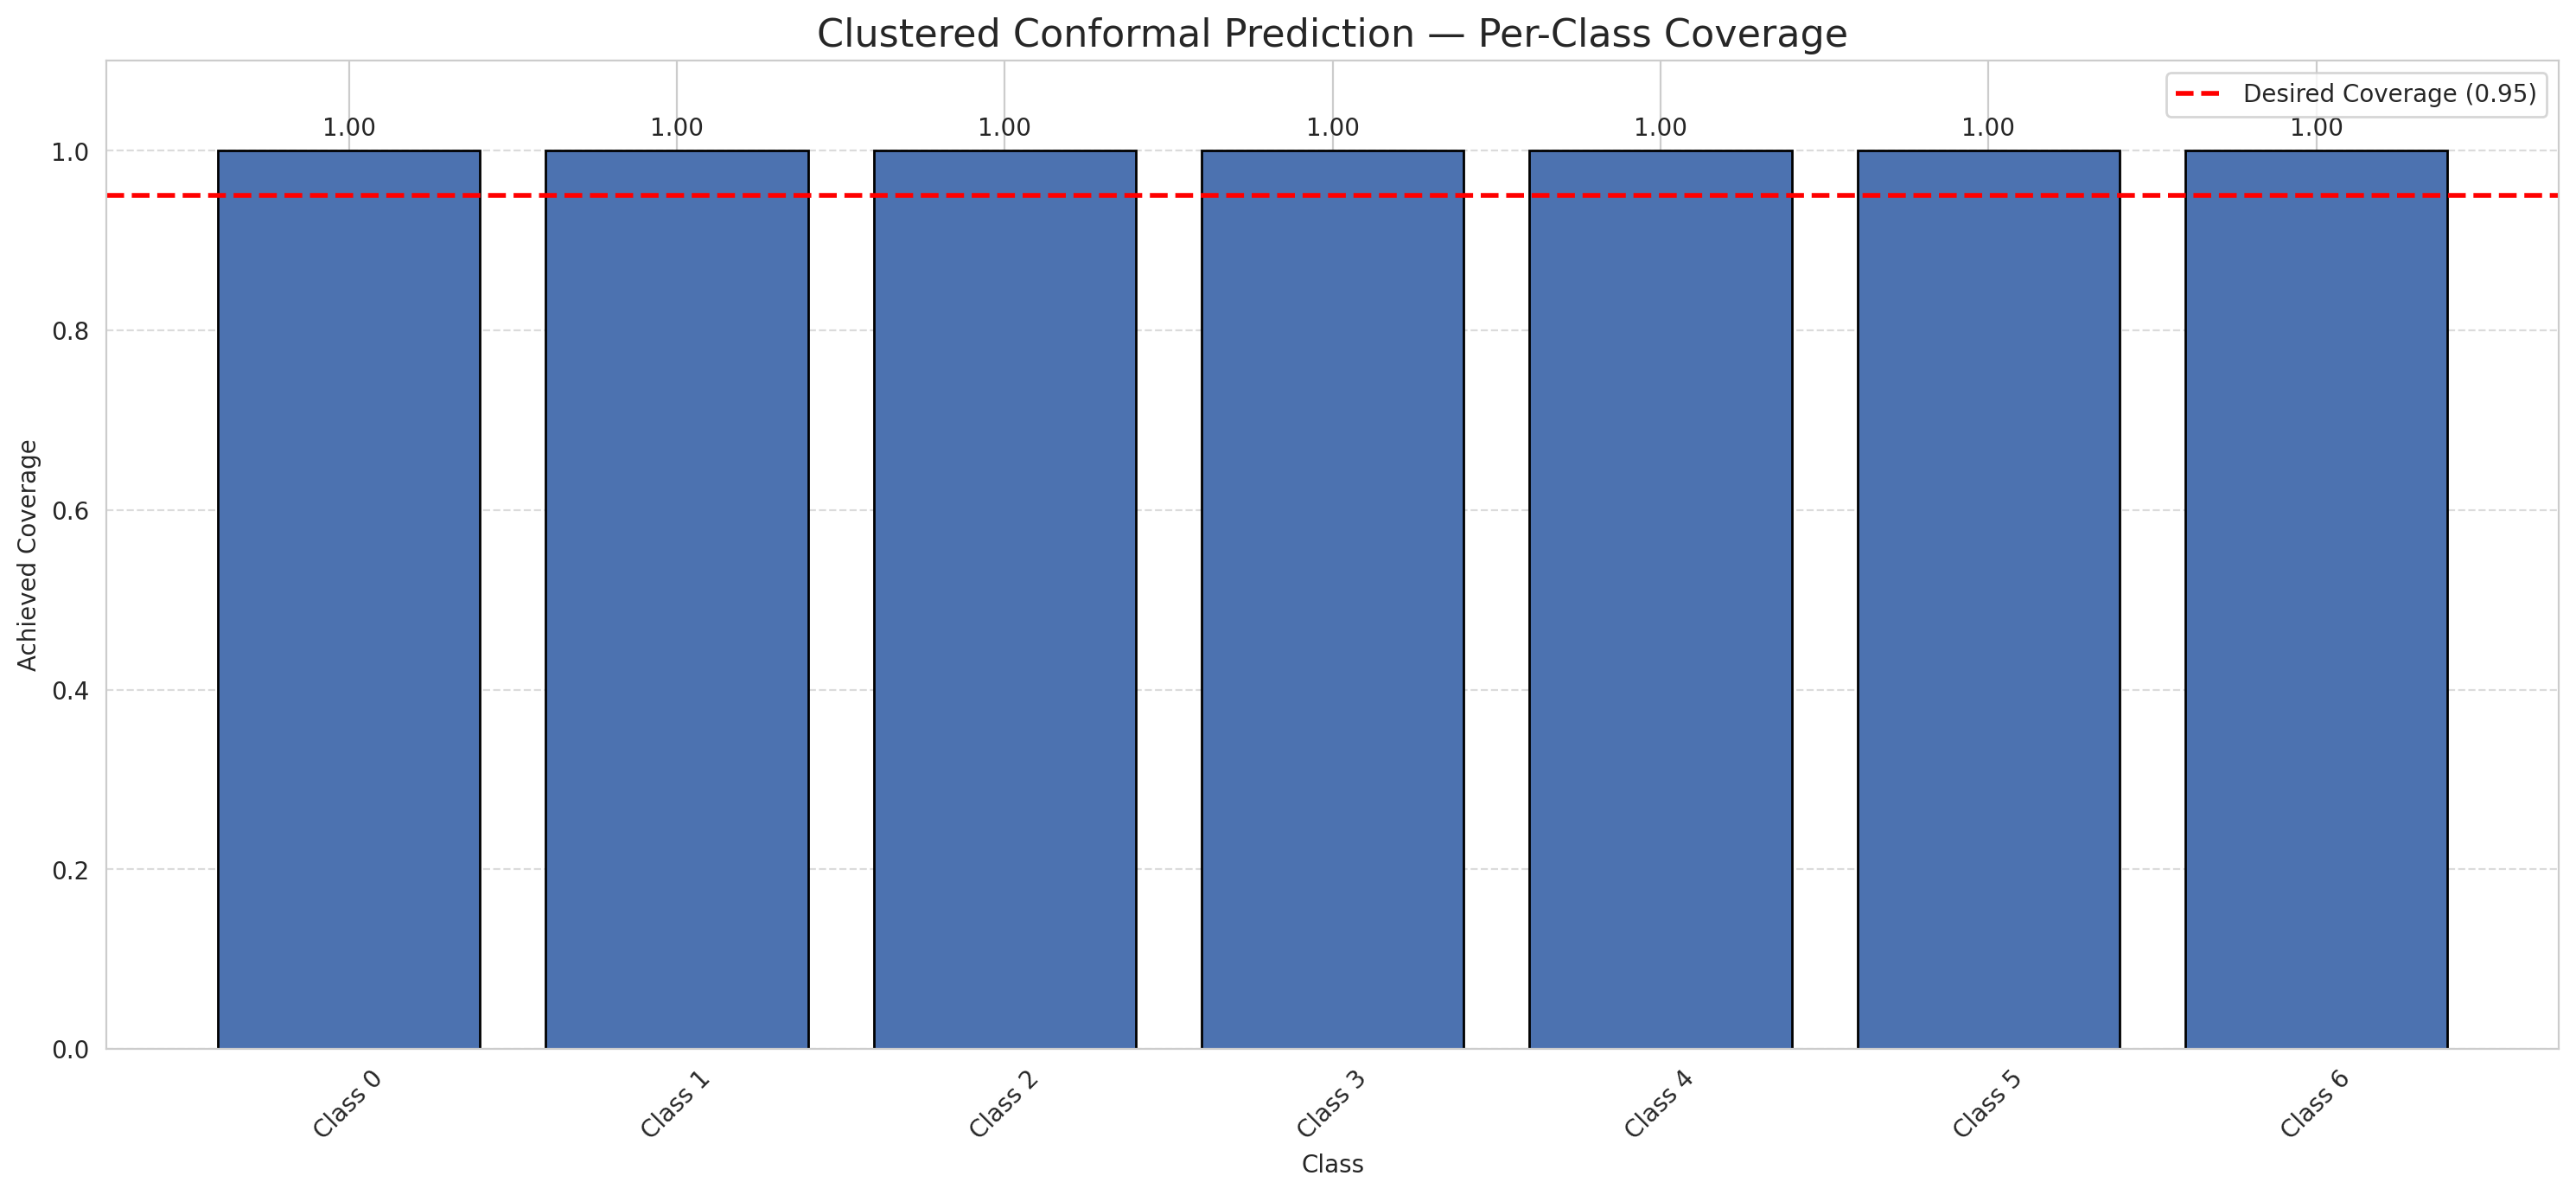 Clustered Conformal Prediction — Per-Class Coverage
Desired Coverage (0.95)
1.00 1.00 1.00 1.00 1.00 1.00 1.00
1.0
0.8
0.6
0.4
0.2
0.0
Achieved Coverage
Class 0 Class 1 Class 2 Class 3 Class 4 Class 5 Class 6
Class